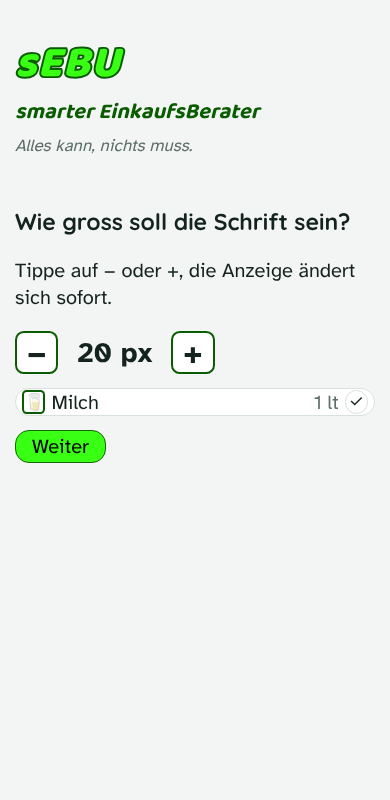 sEBU
smarter EinkaufsBerater
Alles kann, nichts muss.
Wie gross soll die Schrift sein?
Tippe auf – oder +, die Anzeige ändert
sich sofort.
– 20 px +
Milch 1 lt
Weiter